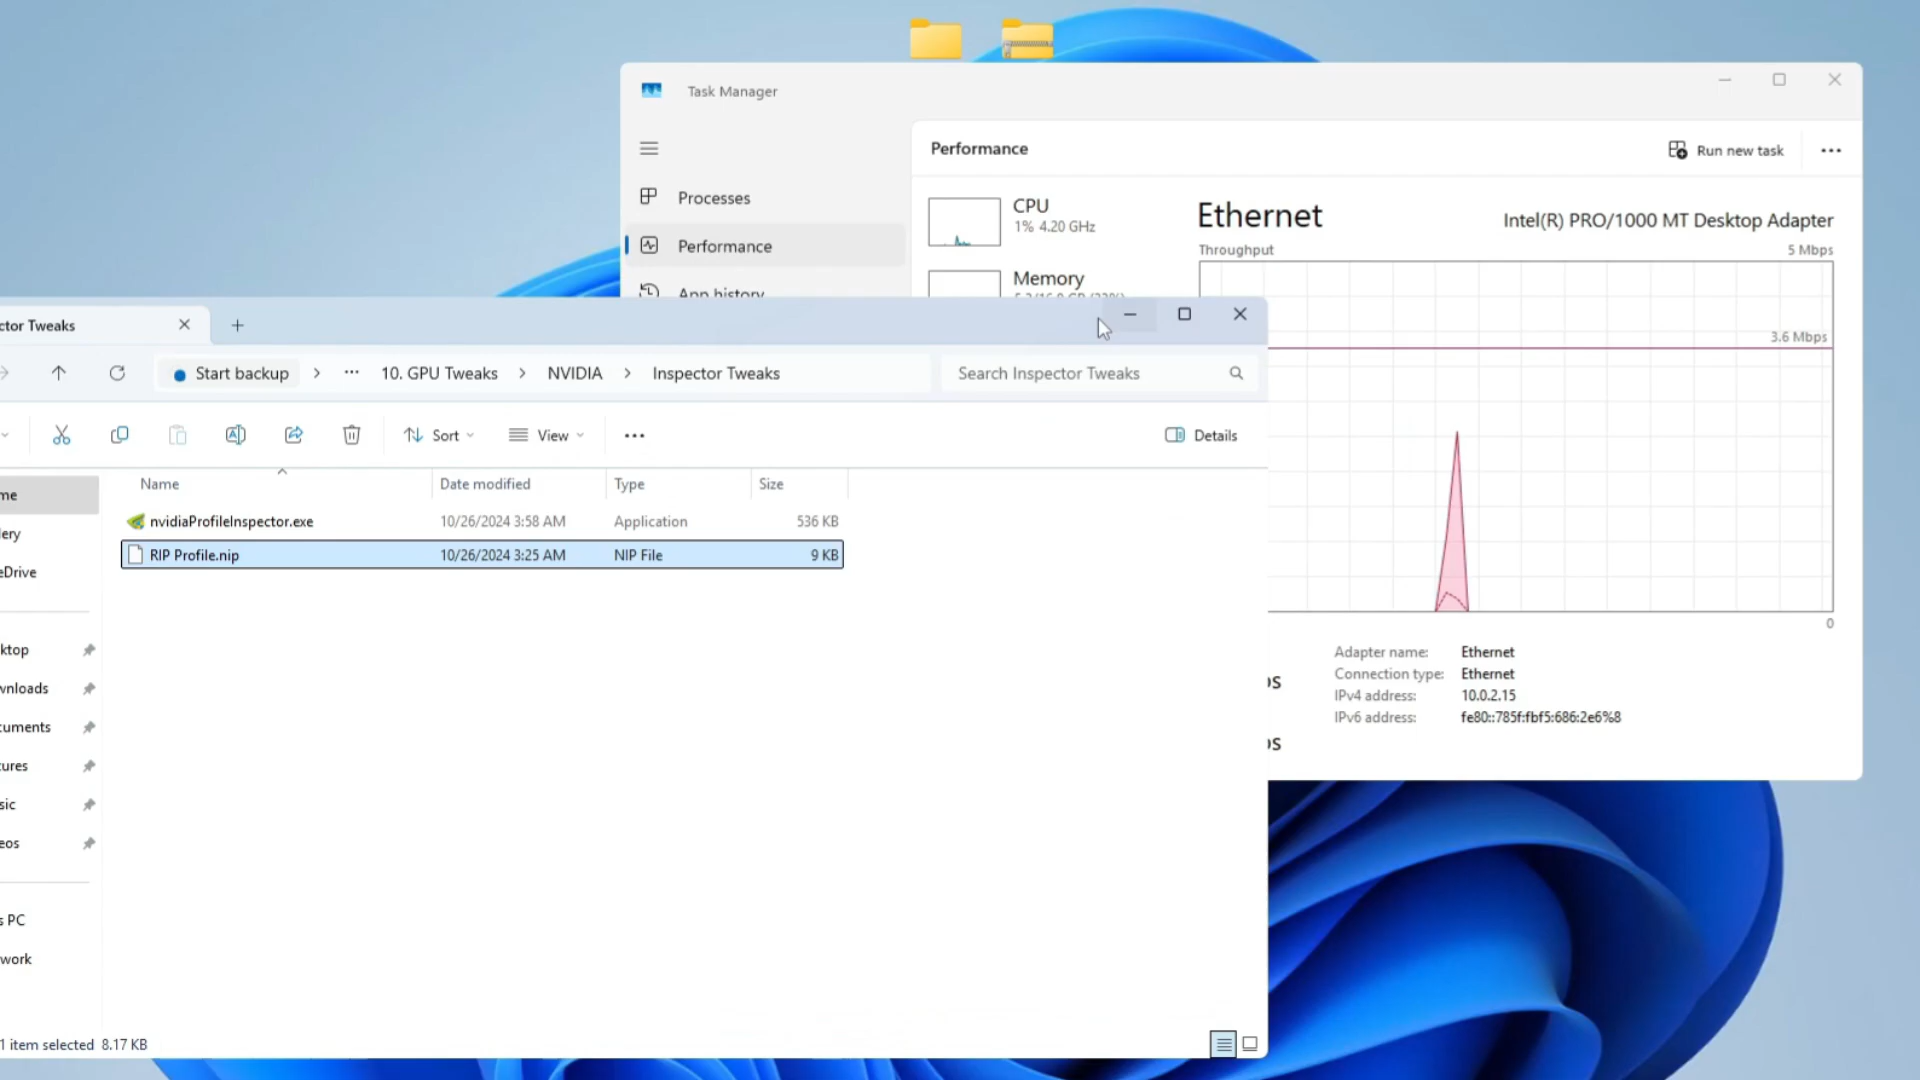 Task Manager
Performance
Run new task
Processes
Performance
App history
CPU
1% 4.20 GHz
Memory
Ethernet
Intel(R) PRO/1000 MT Desktop Adapter
Throughput
5 Mbps
3.6 Mbps
0
Adapter name: Ethernet
Connection type: Ethernet
IPv4 address: 10.0.2.15
IPv6 address: fe80::785f:fbf5:686:2e6%8
ctor Tweaks
Start backup > ... 10. GPU Tweaks > NVIDIA > Inspector Tweaks
Search Inspector Tweaks
Sort
View
Details
Name Date modified Type Size
nvidiaProfileInspector.exe 10/26/2024 3:58 AM Application 536 KB
RIP Profile.nip 10/26/2024 3:25 AM NIP File 9 KB
me
lery
eDrive
ktop
wnloads
cuments
tures
sic
eos
s PC
work
1 item selected 8.17 KB